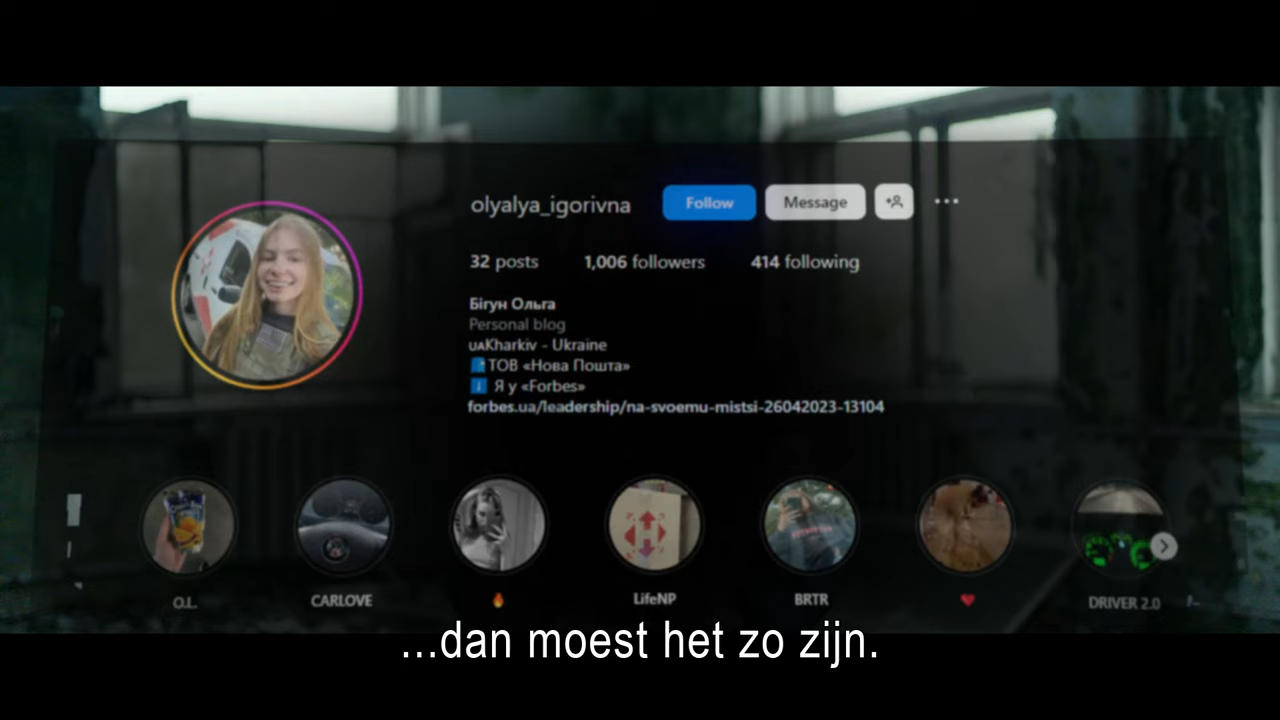 olyalya_igorivna Follow Message
32 posts 1,006 followers 414 following
Бігун Ольга
Personal blog
UAKharkiv - Ukraine
ТОВ «Нова Пошта»
Я у «Forbes»
forbes.ua/leadership/na-svoemu-mistsi-26042023-13104
O.L. CARLOVE LifeNP BRTR DRIVER 2.0
...dan moest het zo zijn.